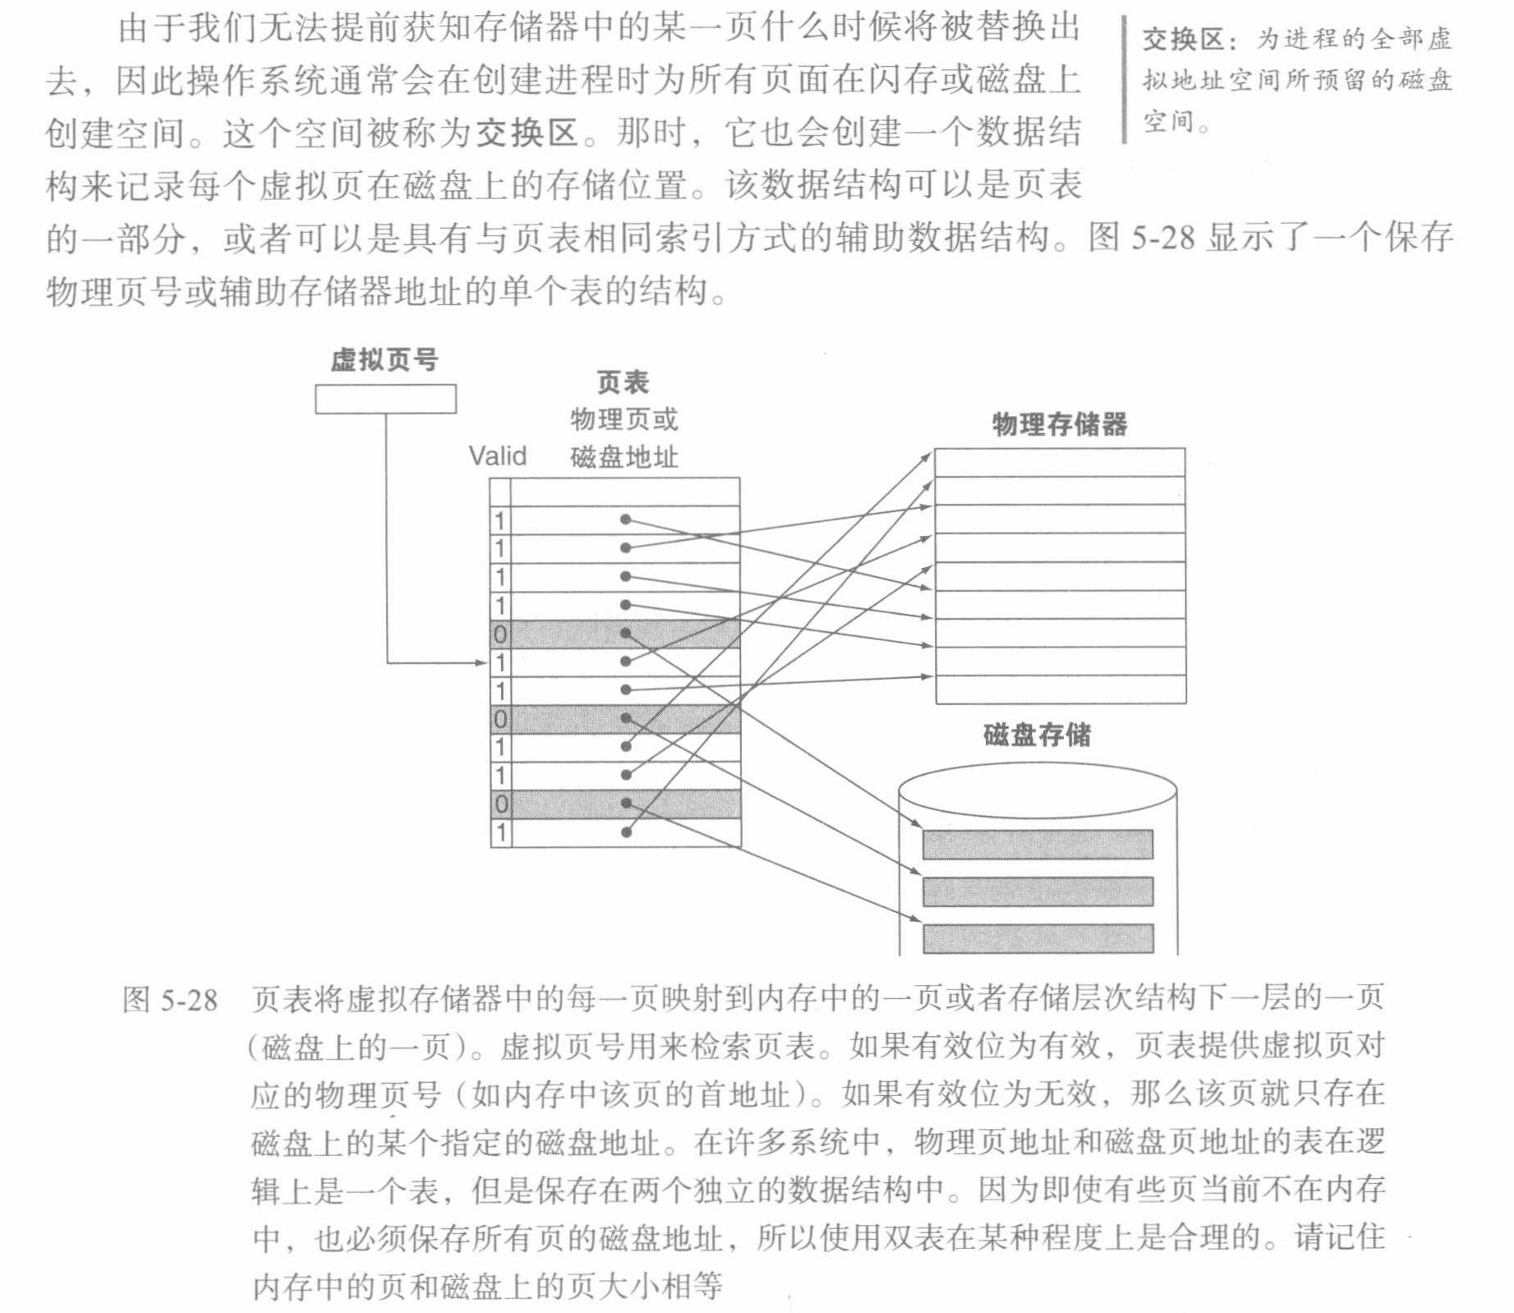 由于我们无法提前获知存储器中的某一页什么时候将被替换出
去，因此操作系统通常会在创建进程时为所有页面在闪存或磁盘上
创建空间。这个空间被称为交换区。那时，它也会创建一个数据结
构来记录每个虚拟页在磁盘上的存储位置。该数据结构可以是页表
的一部分，或者可以是具有与页表相同索引方式的辅助数据结构。图 5-28 显示了一个保存
物理页号或辅助存储器地址的单个表的结构。
交换区：为进程的全部虚
拟地址空间所预留的磁盘
空间。
虚拟页号
页表
物理页或
Valid 磁盘地址
物理存储器
1
1
1
1
0
1
1
0
1
1
0
1
磁盘存储
图 5-28 页表将虚拟存储器中的每一页映射到内存中的一页或者存储层次结构下一层的一页
（磁盘上的一页）。虚拟页号用来检索页表。如果有效位为有效，页表提供虚拟页对
应的物理页号（如内存中该页的首地址）。如果有效位为无效，那么该页就只存在
磁盘上的某个指定的磁盘地址。在许多系统中，物理页地址和磁盘页地址的表在逻
辑上是一个表，但是保存在两个独立的数据结构中。因为即使有些页当前不在内存
中，也必须保存所有页的磁盘地址，所以使用双表在某种程度上是合理的。请记住
内存中的页和磁盘上的页大小相等